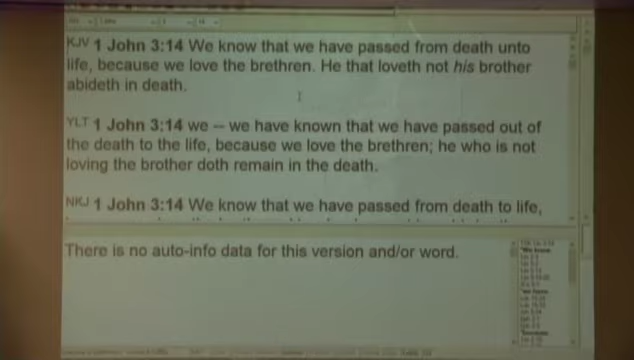 KJV 1 John 3:14 We know that we have passed from death unto
life, because we love the brethren. He that loveth not his brother
abideth in death.
YLT 1 John 3:14 we -- we have known that we have passed out of
the death to the life, because we love the brethren; he who is not
loving the brother doth remain in the death.
NKJ 1 John 3:14 We know that we have passed from death to life,
There is no auto-info data for this version and/or word.